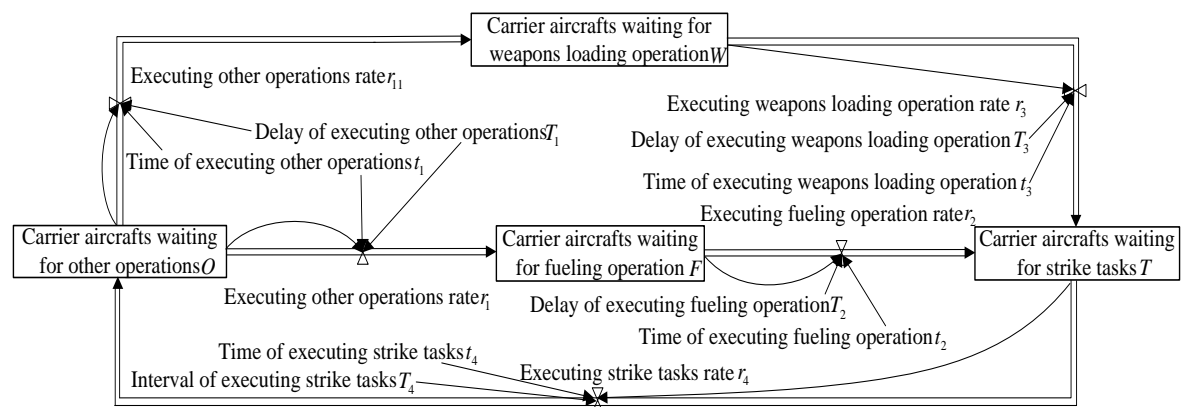 Carrier aircrafts waiting for
weapons loading operation W
Executing other operations rate r11
Executing weapons loading operation rate r3
Delay of executing other operations T1
Delay of executing weapons loading operation T3
Time of executing other operations t1
Time of executing weapons loading operation t3
Executing fueling operation rate r2
Carrier aircrafts waiting
for other operations O
Carrier aircrafts waiting
for fueling operation F
Carrier aircrafts waiting
for strike tasks T
Executing other operations rate r1
Delay of executing fueling operation T2
Time of executing fueling operation t2
Time of executing strike tasks t4
Executing strike tasks rate r4
Interval of executing strike tasks T4